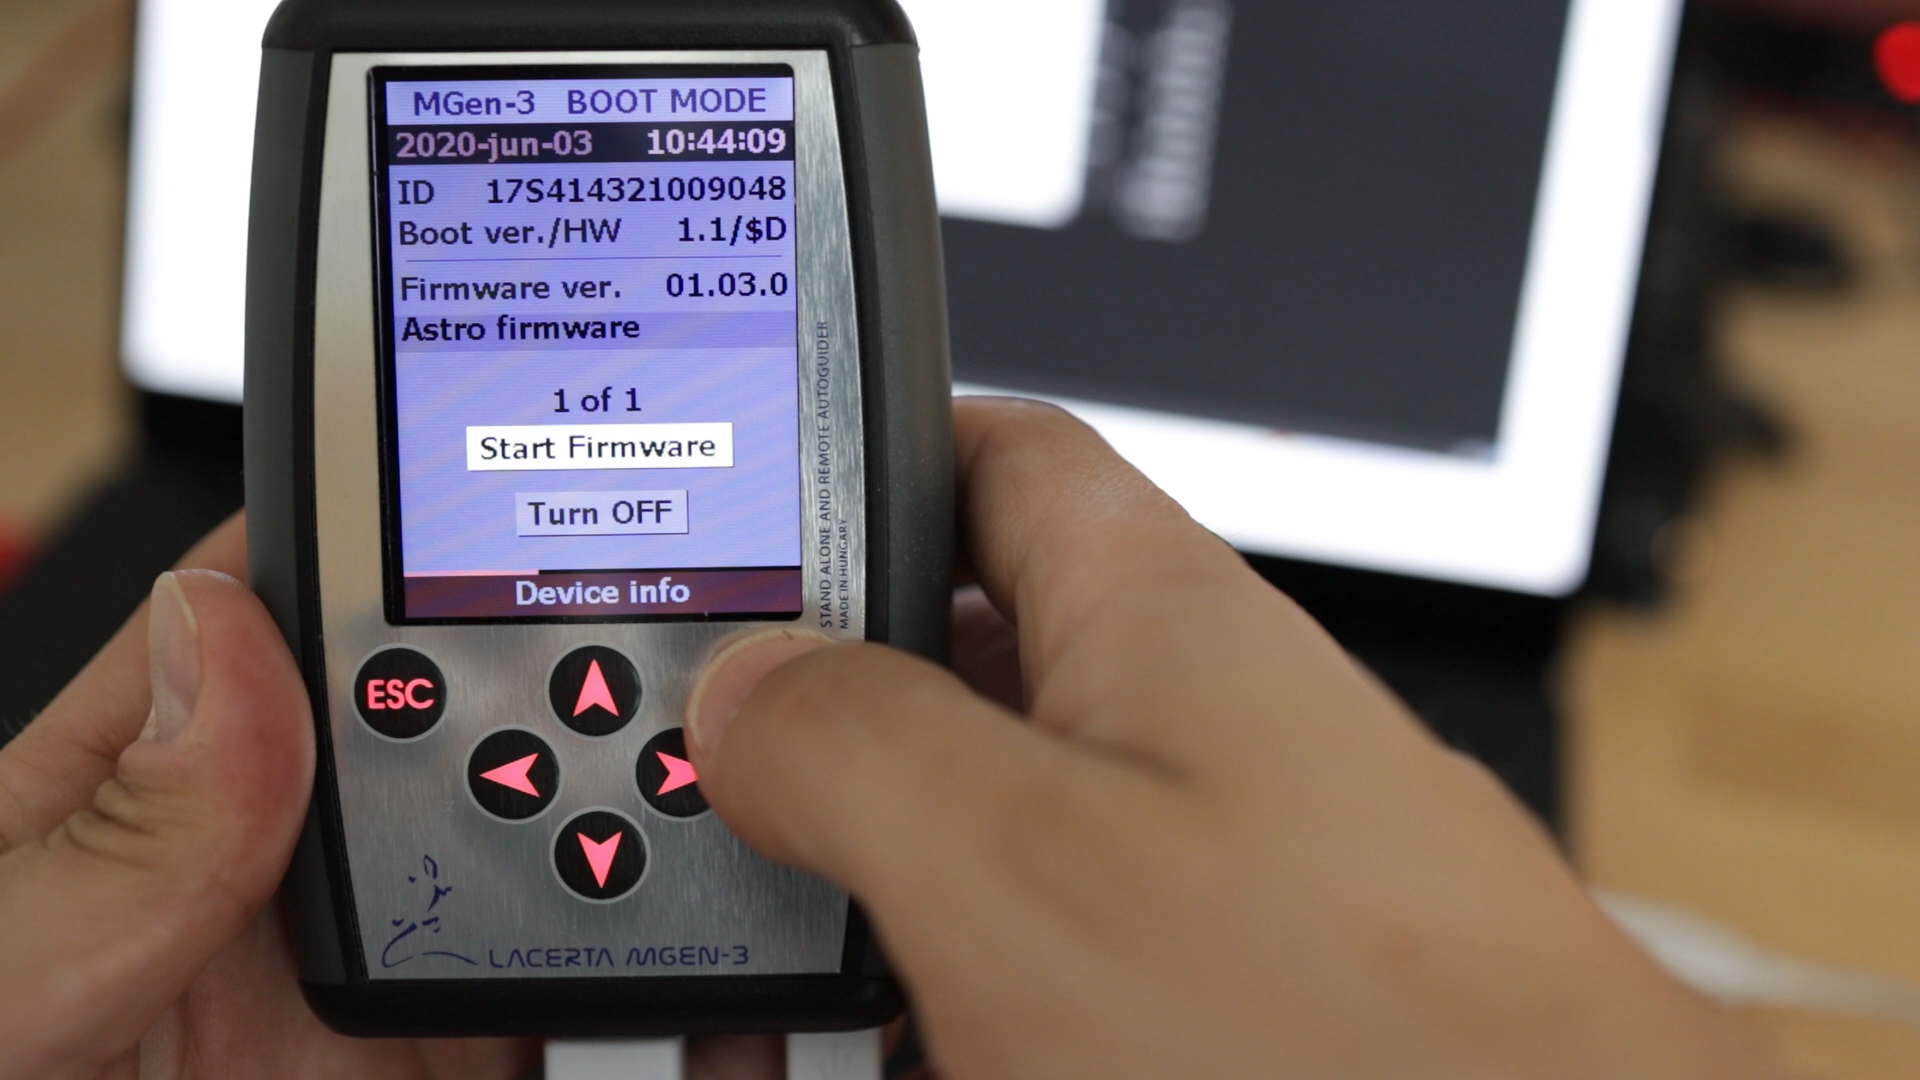 MGen-3 BOOT MODE
2020-jun-03 10:44:09
ID 17S414321009048
Boot ver./HW 1.1/$D
Firmware ver. 01.03.0
Astro firmware
1 of 1
Start Firmware
Turn OFF
Device info
STAND ALONE AND REMOTE AUTOGUIDER
MADE IN HUNGARY
ESC
LACERTA MGEN-3